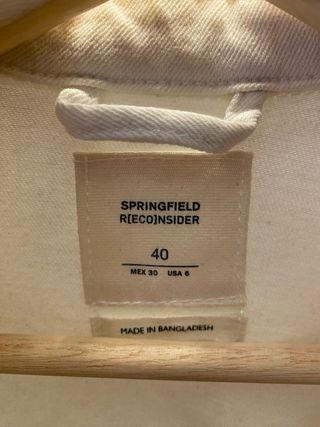 SPRINGFIELD
R[ECO]NSIDER
40
MEX 30 USA 6
MADE IN BANGLADESH